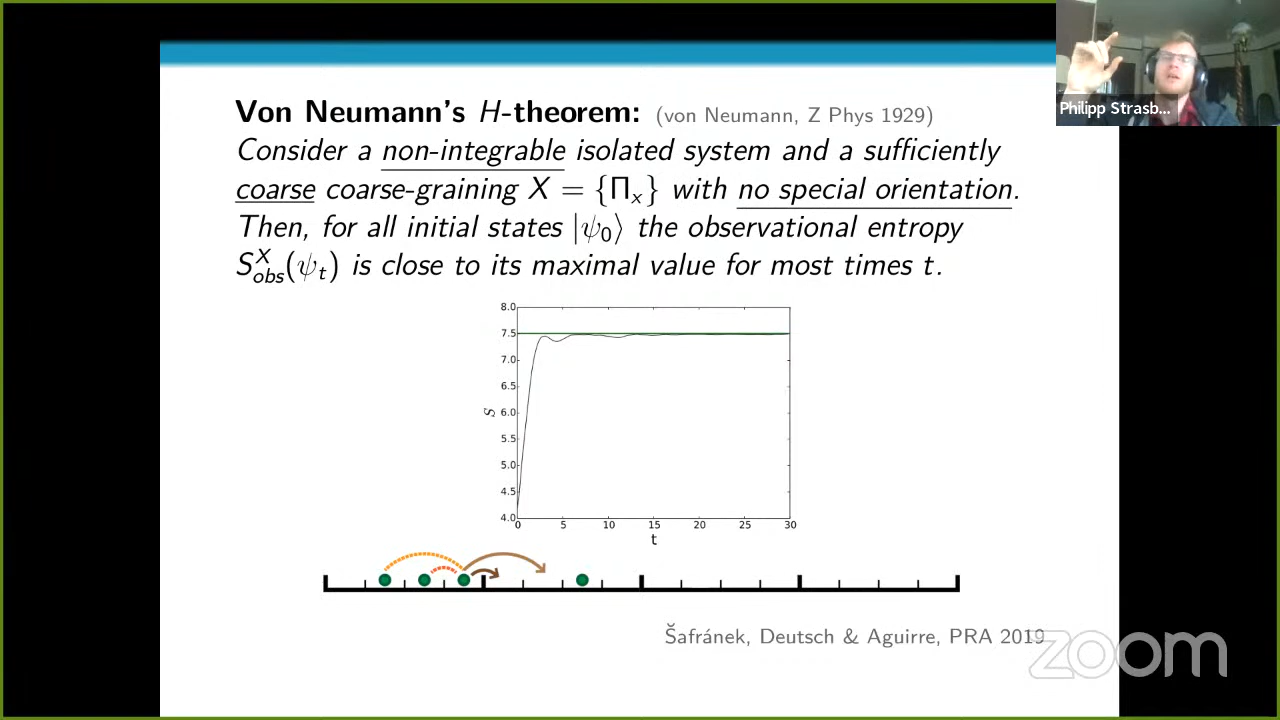 Von Neumann's H-theorem: (von Neumann, Z Phys 1929)
Consider a non-integrable isolated system and a sufficiently
coarse coarse-graining X = {Πₓ} with no special orientation.
Then, for all initial states |ψ₀⟩ the observational entropy
S_obs^X(ψ_t) is close to its maximal value for most times t.
8.0
7.5
7.0
6.5
6.0
5.5
5.0
4.5
4.0
S
0 5 10 15 20 25 30
t
Šafránek, Deutsch & Aguirre, PRA 2019
zoom
Philipp Strasb...